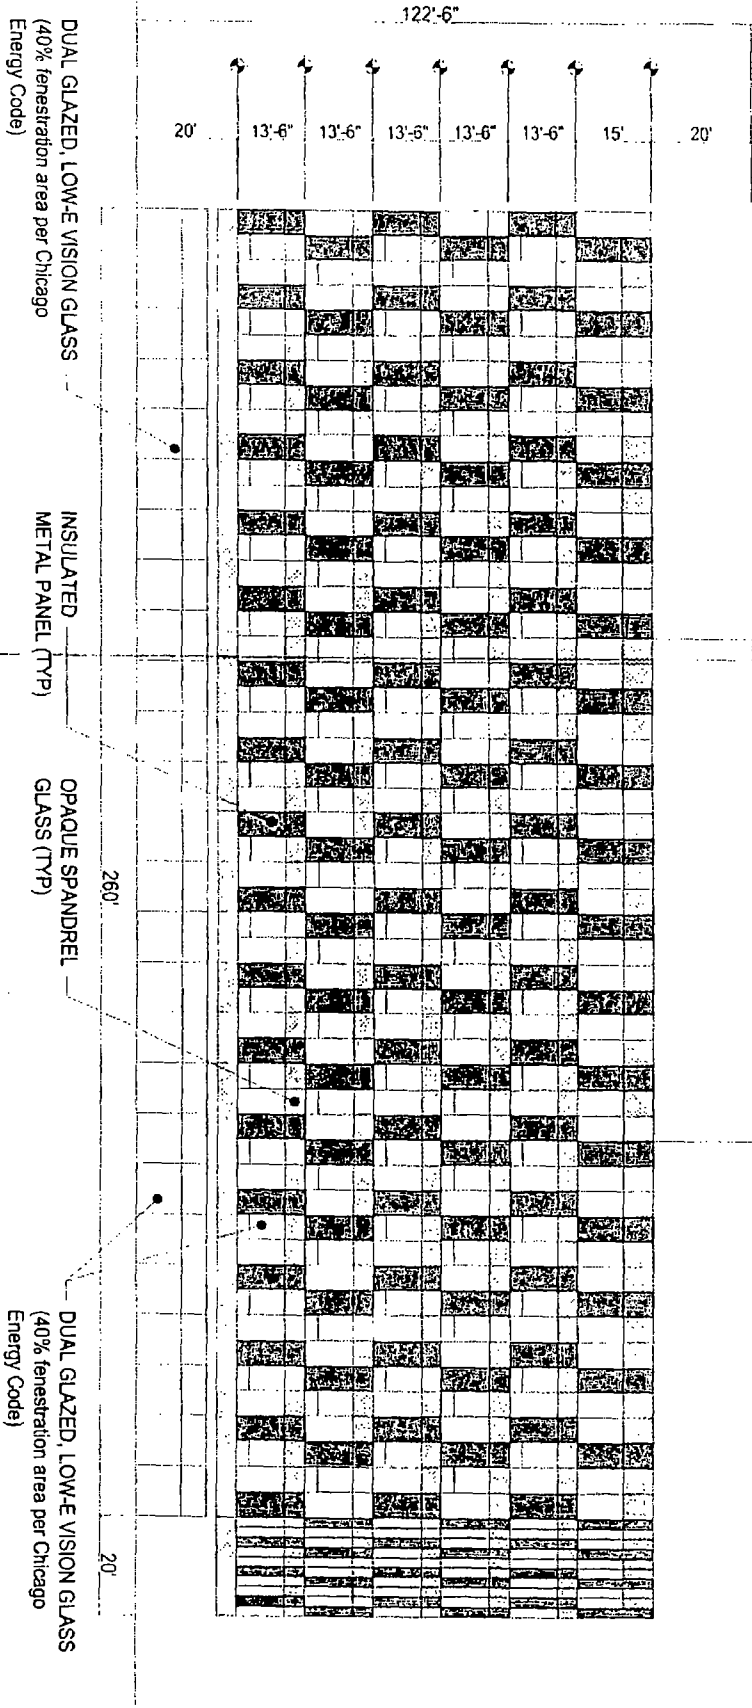 122'-6"
20'
13'-6"
13'-6"
13'-6"
13'-6"
13'-6"
15'
20'
DUAL GLAZED, LOW-E VISION GLASS
(40% fenestration area per Chicago
Energy Code)
INSULATED
METAL PANEL (TYP)
OPAQUE SPANDREL
GLASS (TYP)
DUAL GLAZED, LOW-E VISION GLASS
(40% fenestration area per Chicago
Energy Code)
260'
20'